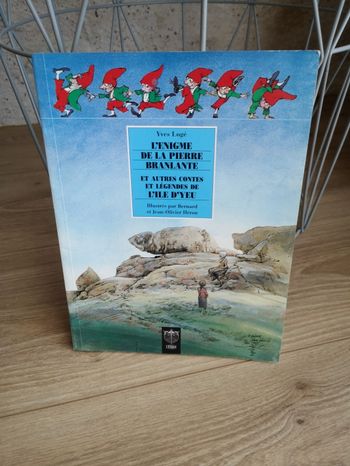 Yves Lugé
L'ENIGME
DE LA PIERRE
BRANLANTE
ET AUTRES CONTES
ET LÉGENDES DE
L'ILE D'YEU
Illustrés par Bernard
et Jean-Olivier Héron